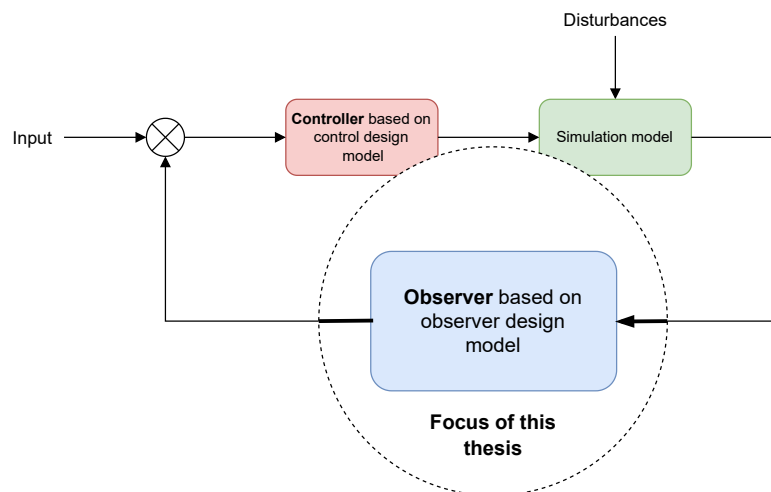 Disturbances
Input
Controller based on
control design
model
Simulation model
Observer based on
observer design
model
Focus of this
thesis